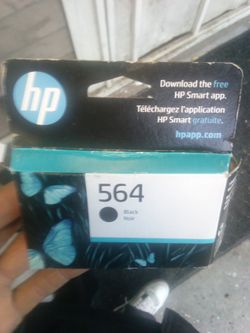 hp
Download the free
HP Smart app.
Téléchargez l'application
HP Smart gratuite.
hpapp.com
564
Black
Noir